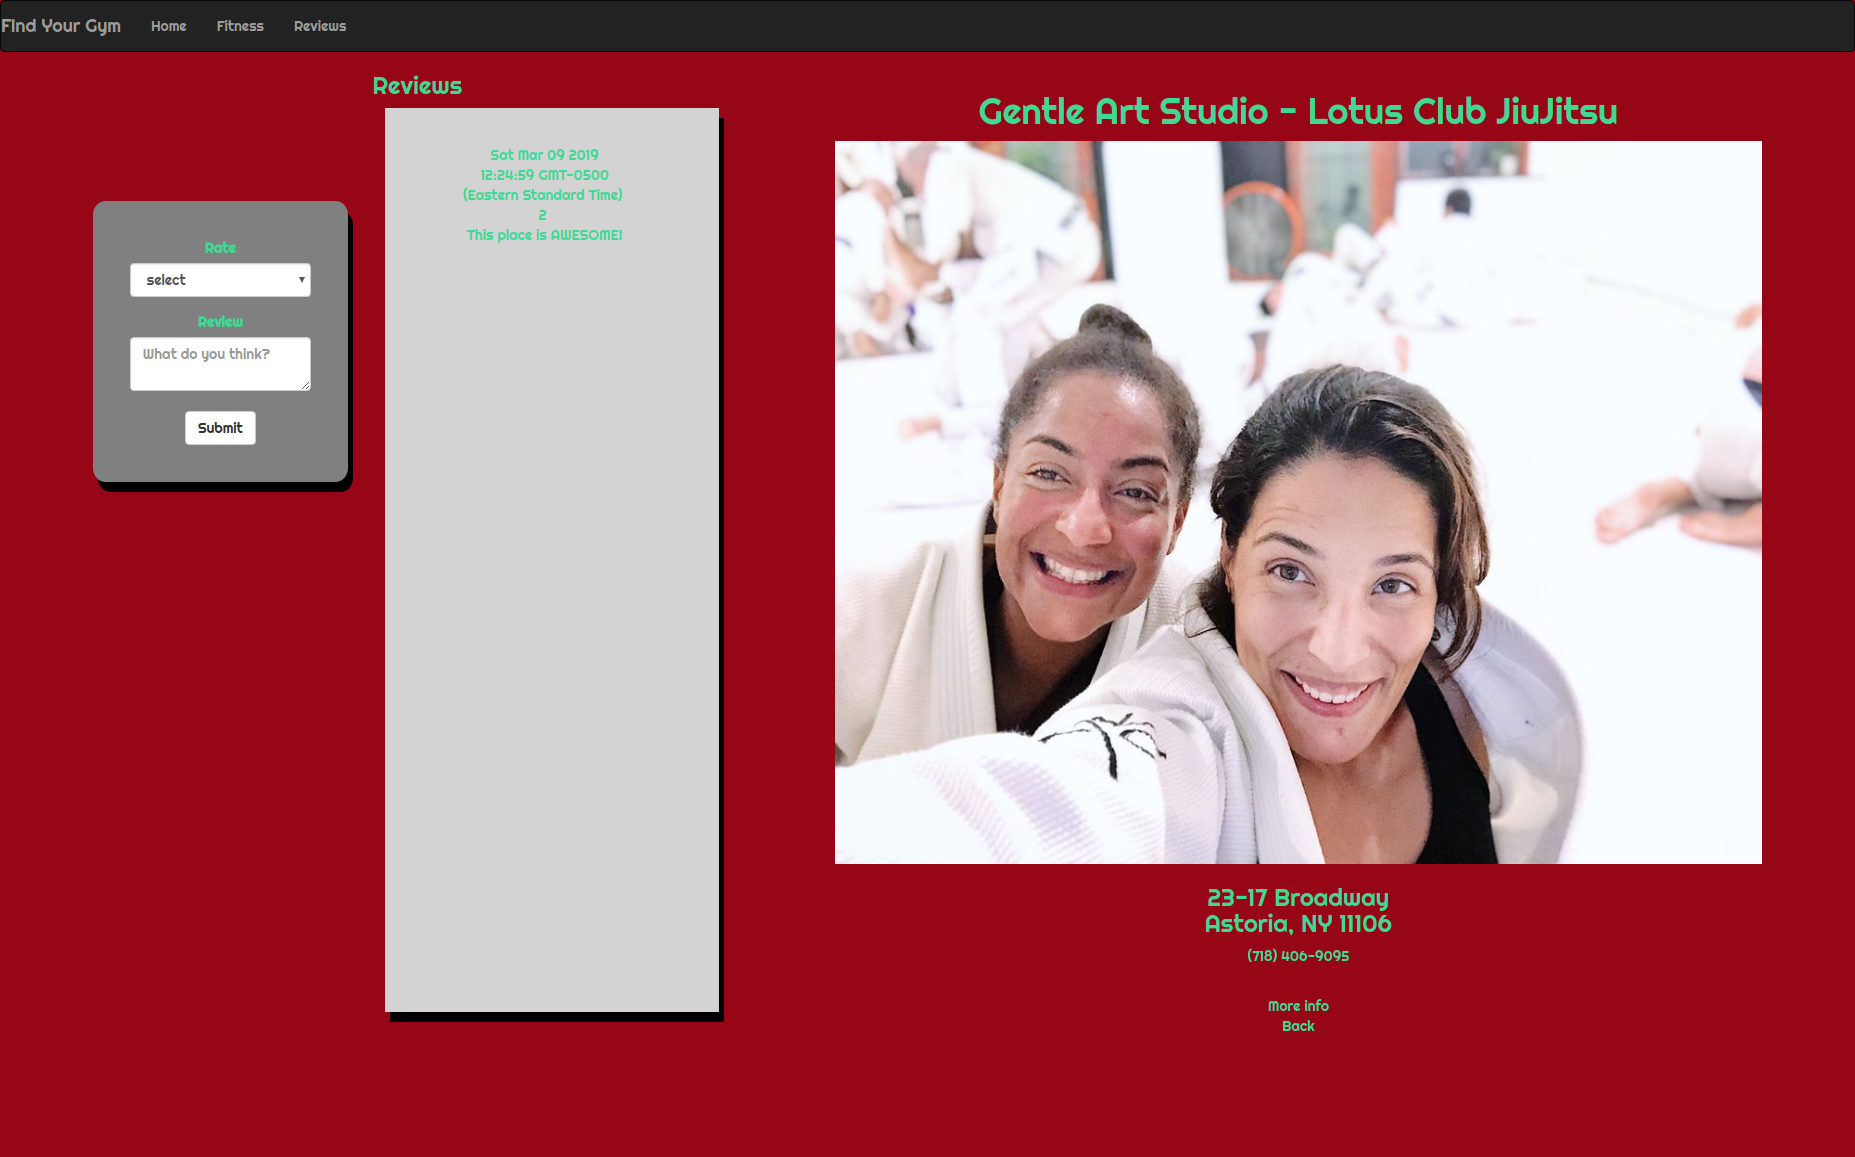 FInd Your Gym
Home
Fitness
Reviews
Reviews
Rate
select
Review
What do you think?
Submit
Sat Mar 09 2019
12:24:59 GMT-0500
(Eastern Standard Time)
2
This place is AWESOME!
Gentle Art Studio - Lotus Club JiuJitsu
23-17 Broadway
Astoria, NY 11106
(718) 406-9095
More info
Back